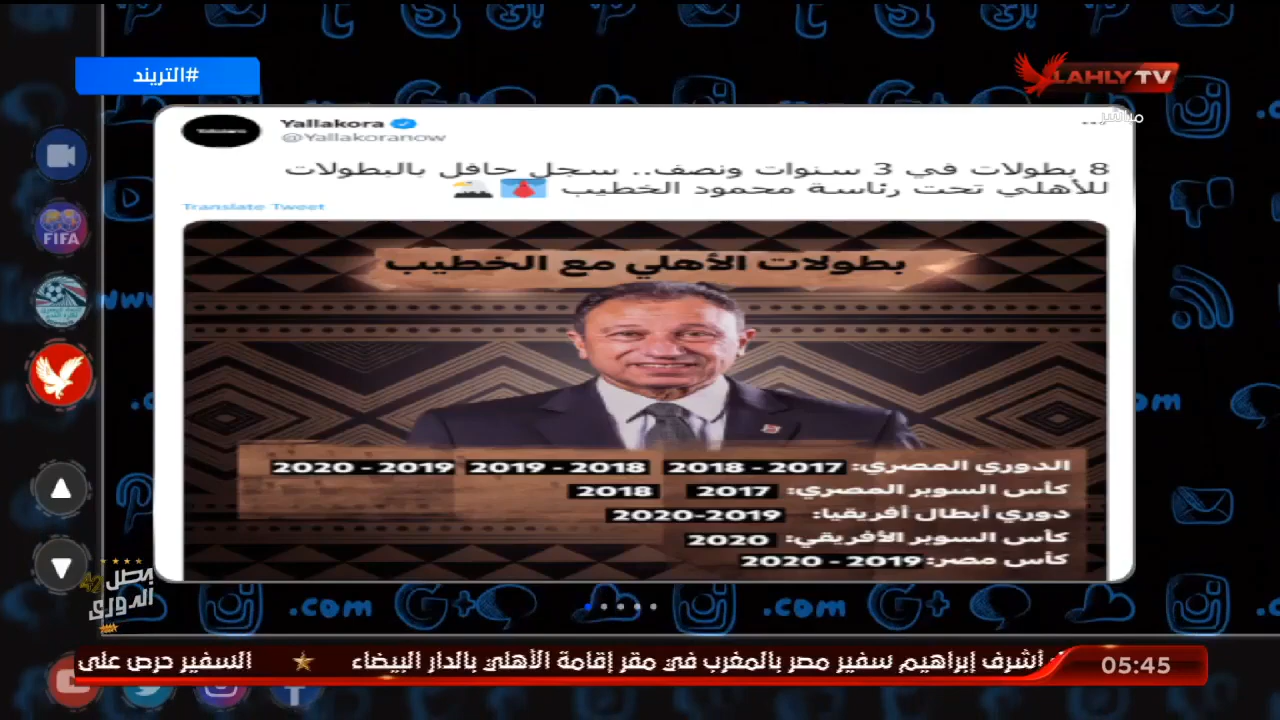 #التريند
LAHLY TV
مباشر
Yallakora
@Yallakoranow
8 بطولات في 3 سنوات ونصف.. سجل حافل بالبطولات
للأهلي تحت رئاسة محمود الخطيب
Translate Tweet
بطولات الأهلي مع الخطيب
الدوري المصري: 2017 - 2018 2018 - 2019 2019 - 2020
كأس السوبر المصري: 2017 2018
دوري أبطال أفريقيا: 2019-2020
كأس السوبر الأفريقي: 2020
كأس مصر: 2019 - 2020
FIFA
www
.com
.com
G+
G+
بطل الدوري
42
أشرف إبراهيم سفير مصر بالمغرب في مقر إقامة الأهلي بالدار البيضاء ★ السفير حرص على
05:45